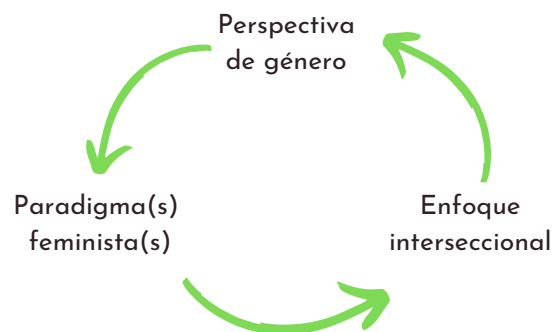 Perspectiva
de género
Paradigma(s)
feminista(s)
Enfoque
interseccional